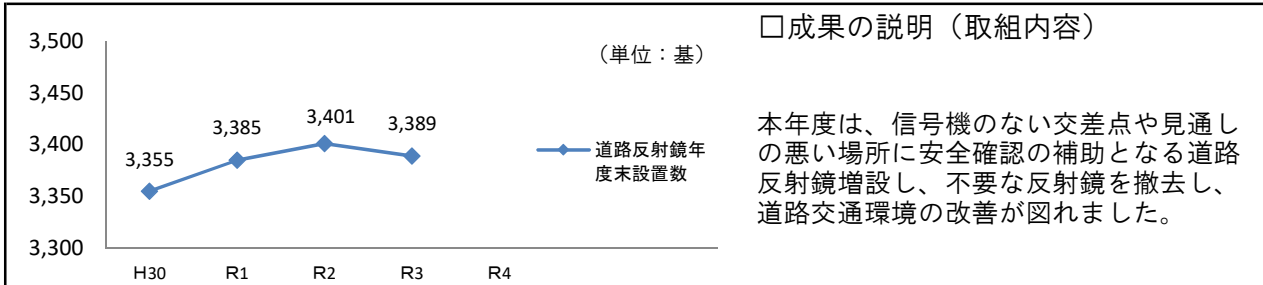 3,500
3,450
3,400
3,350
3,300
(単位:基)
3,355
3,385
3,401
3,389
道路反射鏡年
度末設置数
H30 R1 R2 R3 R4
□成果の説明(取組内容)
本年度は、信号機のない交差点や見通し
の悪い場所に安全確認の補助となる道路
反射鏡増設し、不要な反射鏡を撤去し、
道路交通環境の改善が図れました。